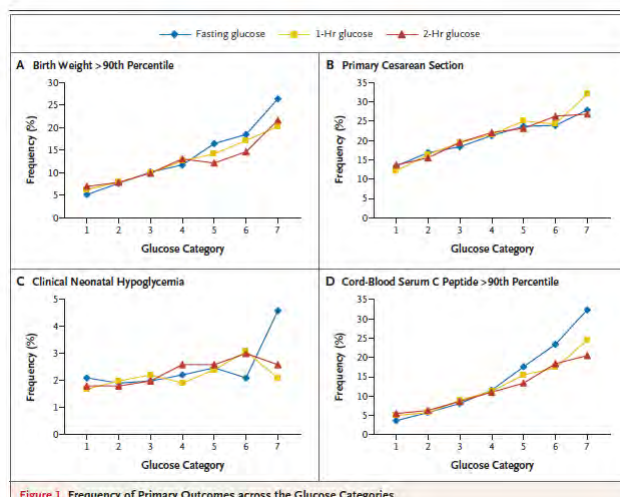 Fasting glucose 1-Hr glucose 2-Hr glucose
A Birth Weight >90th Percentile
30
25
20
15
10
5
0
Frequency (%)
1 2 3 4 5 6 7
Glucose Category
B Primary Cesarean Section
35
30
25
20
15
10
5
0
Frequency (%)
1 2 3 4 5 6 7
Glucose Category
C Clinical Neonatal Hypoglycemia
5
4
3
2
1
0
Frequency (%)
1 2 3 4 5 6 7
Glucose Category
D Cord-Blood Serum C Peptide >90th Percentile
35
30
25
20
15
10
5
0
Frequency (%)
1 2 3 4 5 6 7
Glucose Category
Figure 1. Frequency of Primary Outcomes across the Glucose Categories.